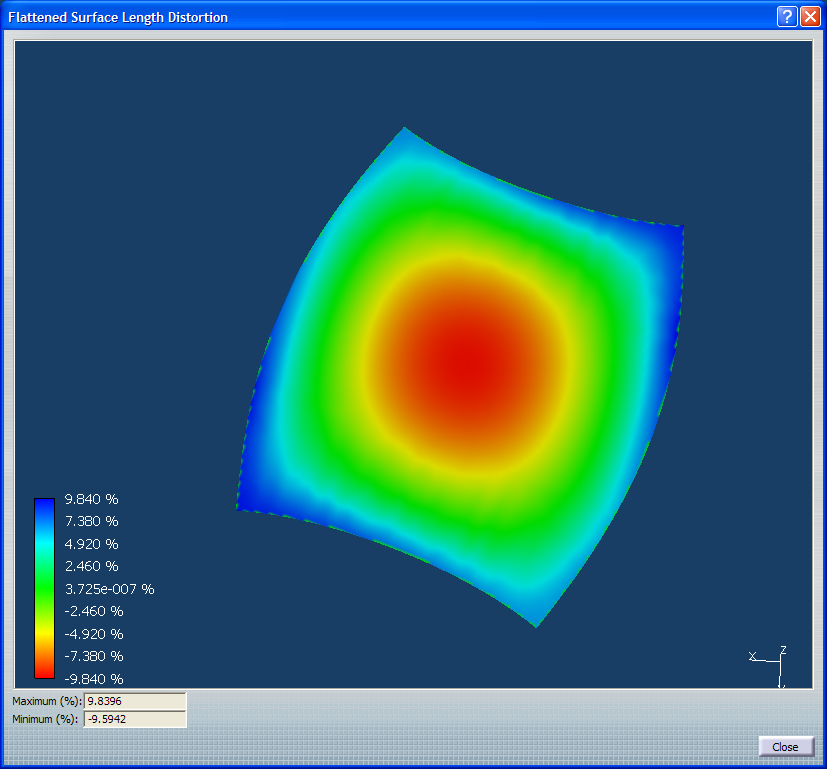 Flattened Surface Length Distortion
?
9.840 %
7.380 %
4.920 %
2.460 %
3.725e-007 %
-2.460 %
-4.920 %
-7.380 %
-9.840 %
z
x
Maximum (%): 9.8396
Minimum (%): -9.5942
Close